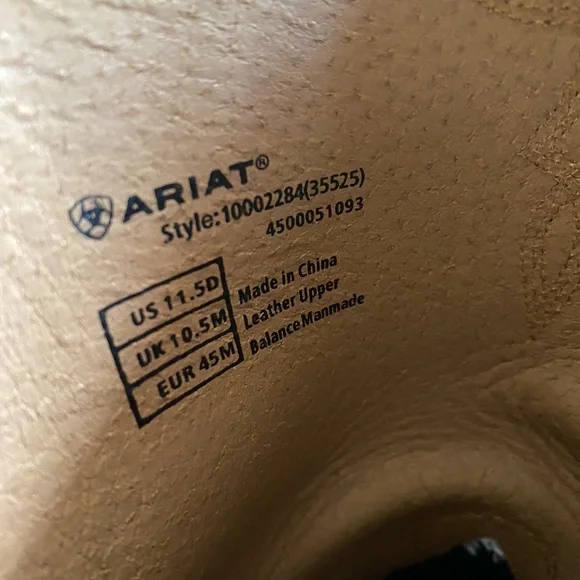 ARIAT®
Style:10002284(35525)
4500051093
US 11.5D
UK 10.5M
EUR 45M
Made in China
Leather Upper
Balance Manmade